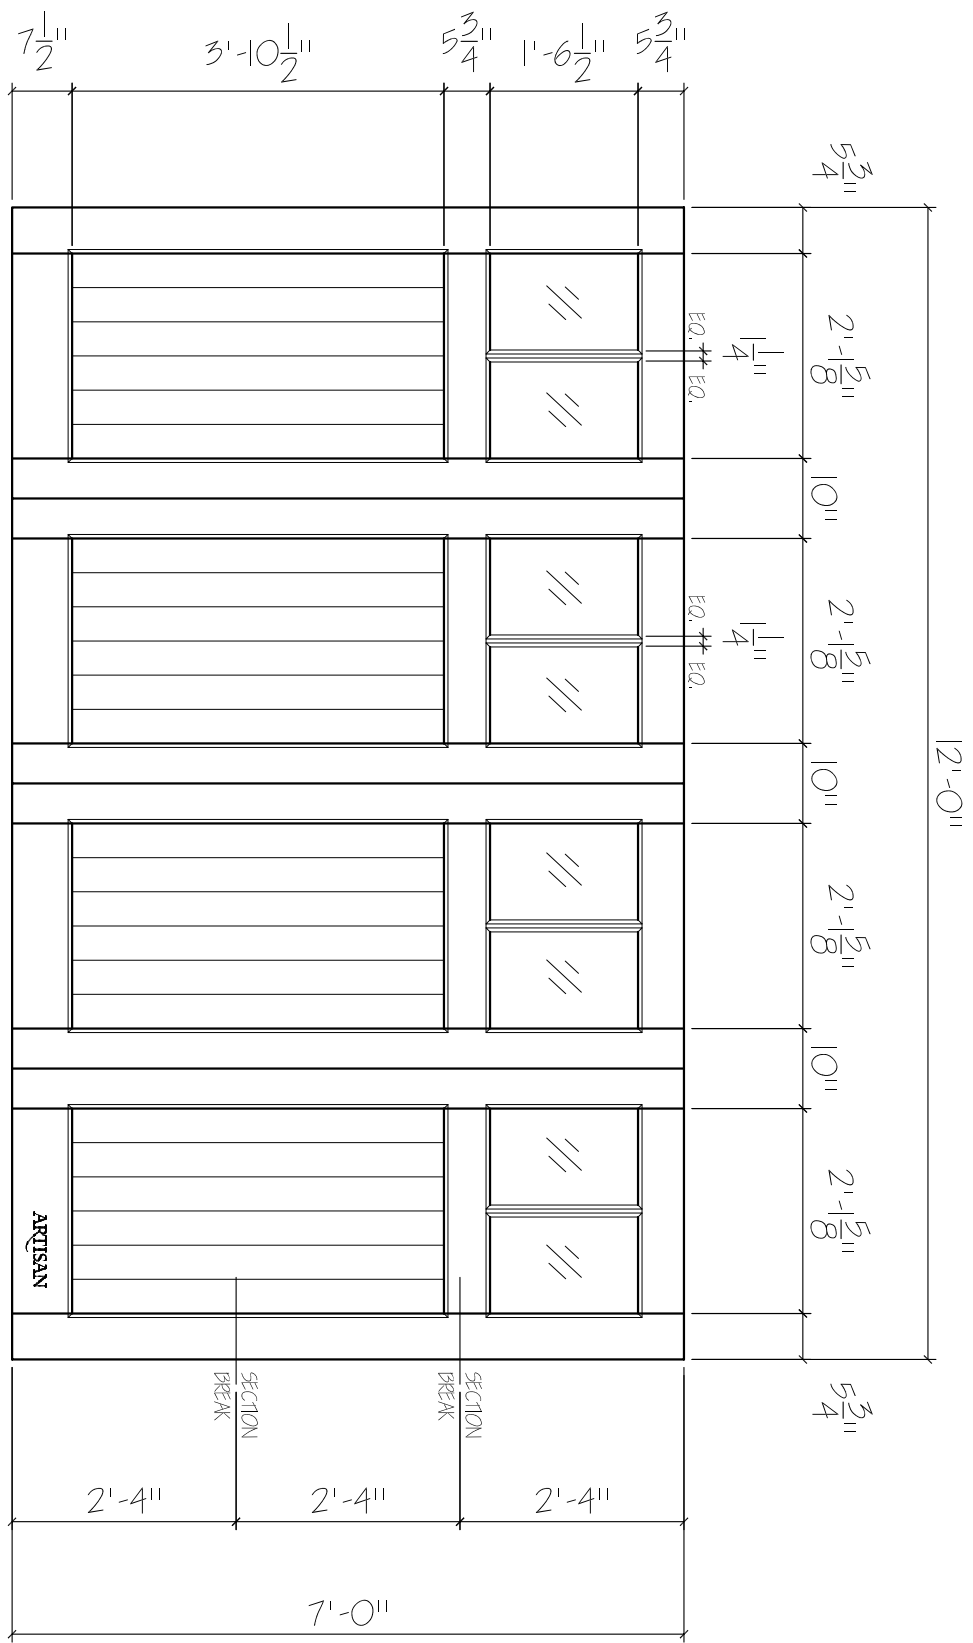 7 1/2"
3'-10 1/2"
5 3/4"
1'-6 1/2"
5 3/4"
5 3/4"
2'-1 5/8"
10"
2'-1 5/8"
10"
2'-1 5/8"
10"
2'-1 5/8"
5 3/4"
12'-0"
EQ.
1 1/4"
EQ.
EQ.
1 1/4"
EQ.
ARTISAN
SECTION
BREAK
SECTION
BREAK
2'-4"
2'-4"
2'-4"
7'-0"